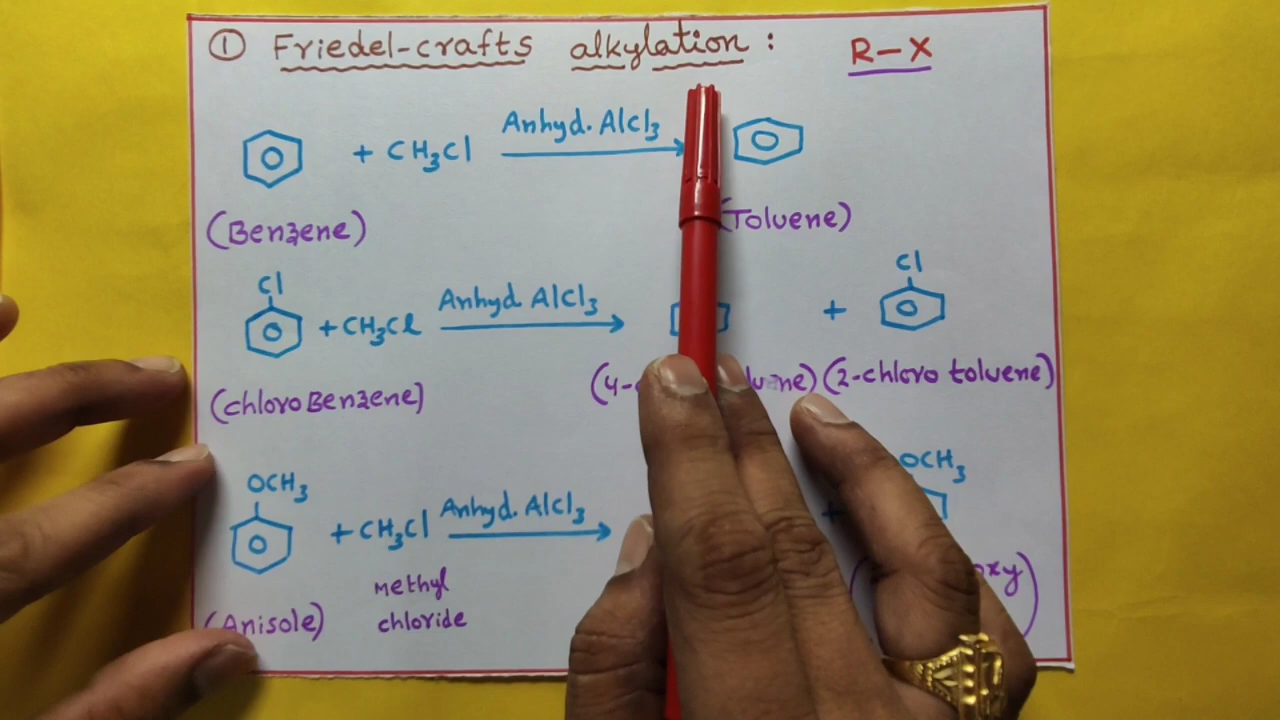 ① Friedel-crafts alkylation : R-X
+ CH3Cl Anhyd. AlCl3
(Benzene) (Toluene)
Cl Cl
+ CH3Cl Anhyd AlCl3 +
(chloro Benzene) (2-chloro toluene)
OCH3 OCH3
+ CH3Cl Anhyd. AlCl3 +
methyl
(Anisole) chloride